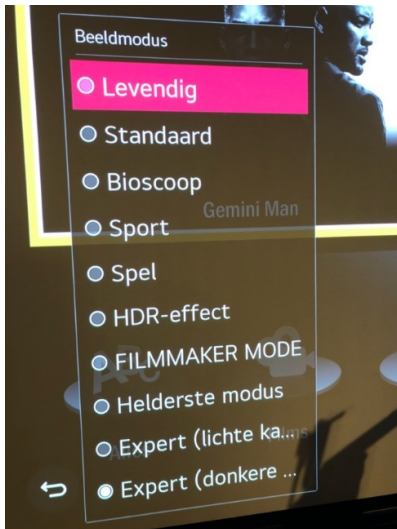 Beeldmodus
Levendig
Standaard
Bioscoop
Gemini Man
Sport
Spel
HDR-effect
FILMMAKER MODE
Helderste modus
Expert (lichte ka...
Expert (donkere ...